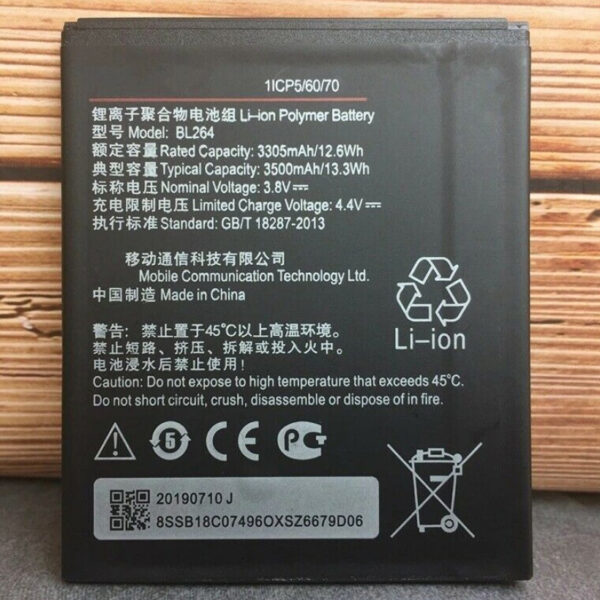 1ICP5/60/70
锂离子聚合物电池组 Li-ion Polymer Battery
型号 Model: BL264
额定容量 Rated Capacity: 3305mAh/12.6Wh
典型容量 Typical Capacity: 3500mAh/13.3Wh
标称电压 Nominal Voltage: 3.8V⎓
充电限制电压 Limited Charge Voltage: 4.4V⎓
执行标准 Standard: GB/T 18287-2013
移动通信科技有限公司
Mobile Communication Technology Ltd.
中国制造 Made in China
Li-ion
警告: 禁止置于45°C以上高温环境。
禁止短路、挤压、拆解或投入火中。
电池浸水后禁止使用!
Caution: Do not expose to high temperature that exceeds 45°C.
Do not short circuit, crush, disassemble or dispose of in fire.
5 CE PC
20190710 J
8SSB18C07496OXSZ6679D06